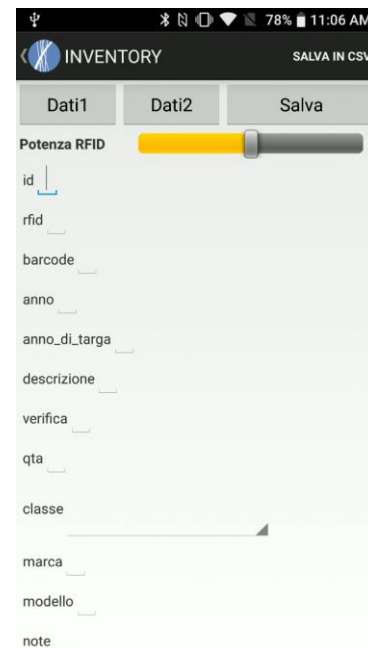 78% 11:06 AM
INVENTORY SALVA IN CSV
Dati1 Dati2 Salva
Potenza RFID
id
rfid
barcode
anno
anno_di_targa
descrizione
verifica
qta
classe
marca
modello
note